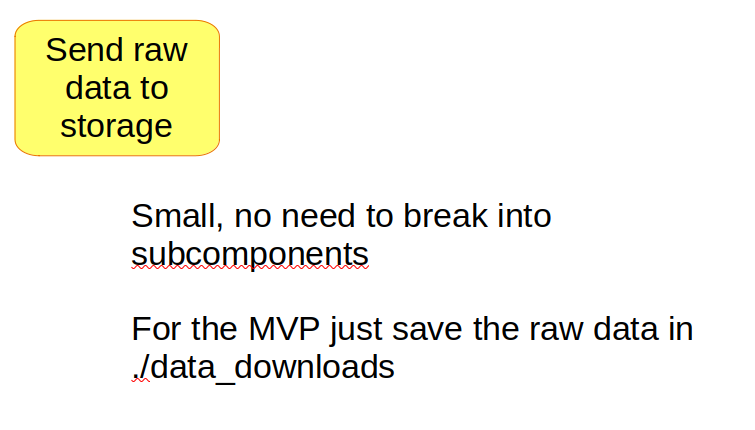 Send raw
data to
storage
Small, no need to break into
subcomponents
For the MVP just save the raw data in
./data_downloads